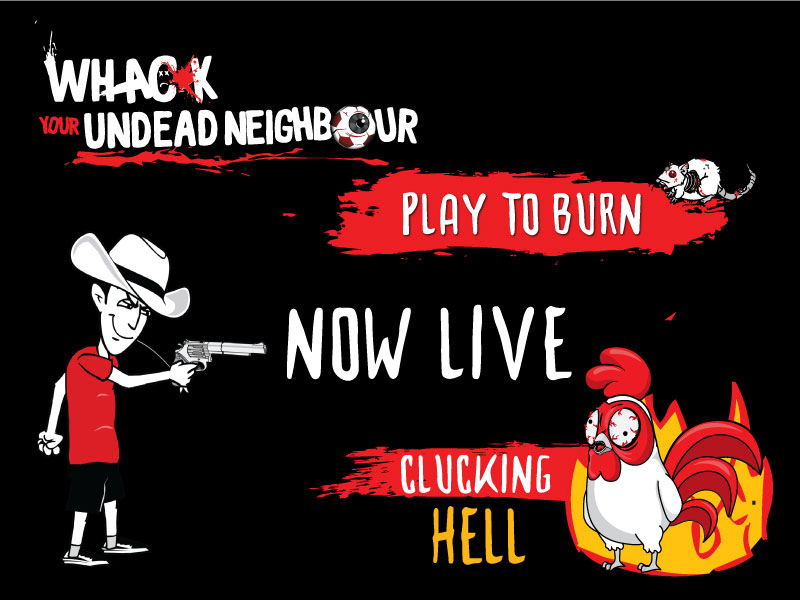 WHACK
YOUR UNDEAD NEIGHBOUR
PLAY TO BURN
NOW LIVE
CLUCKING
HELL